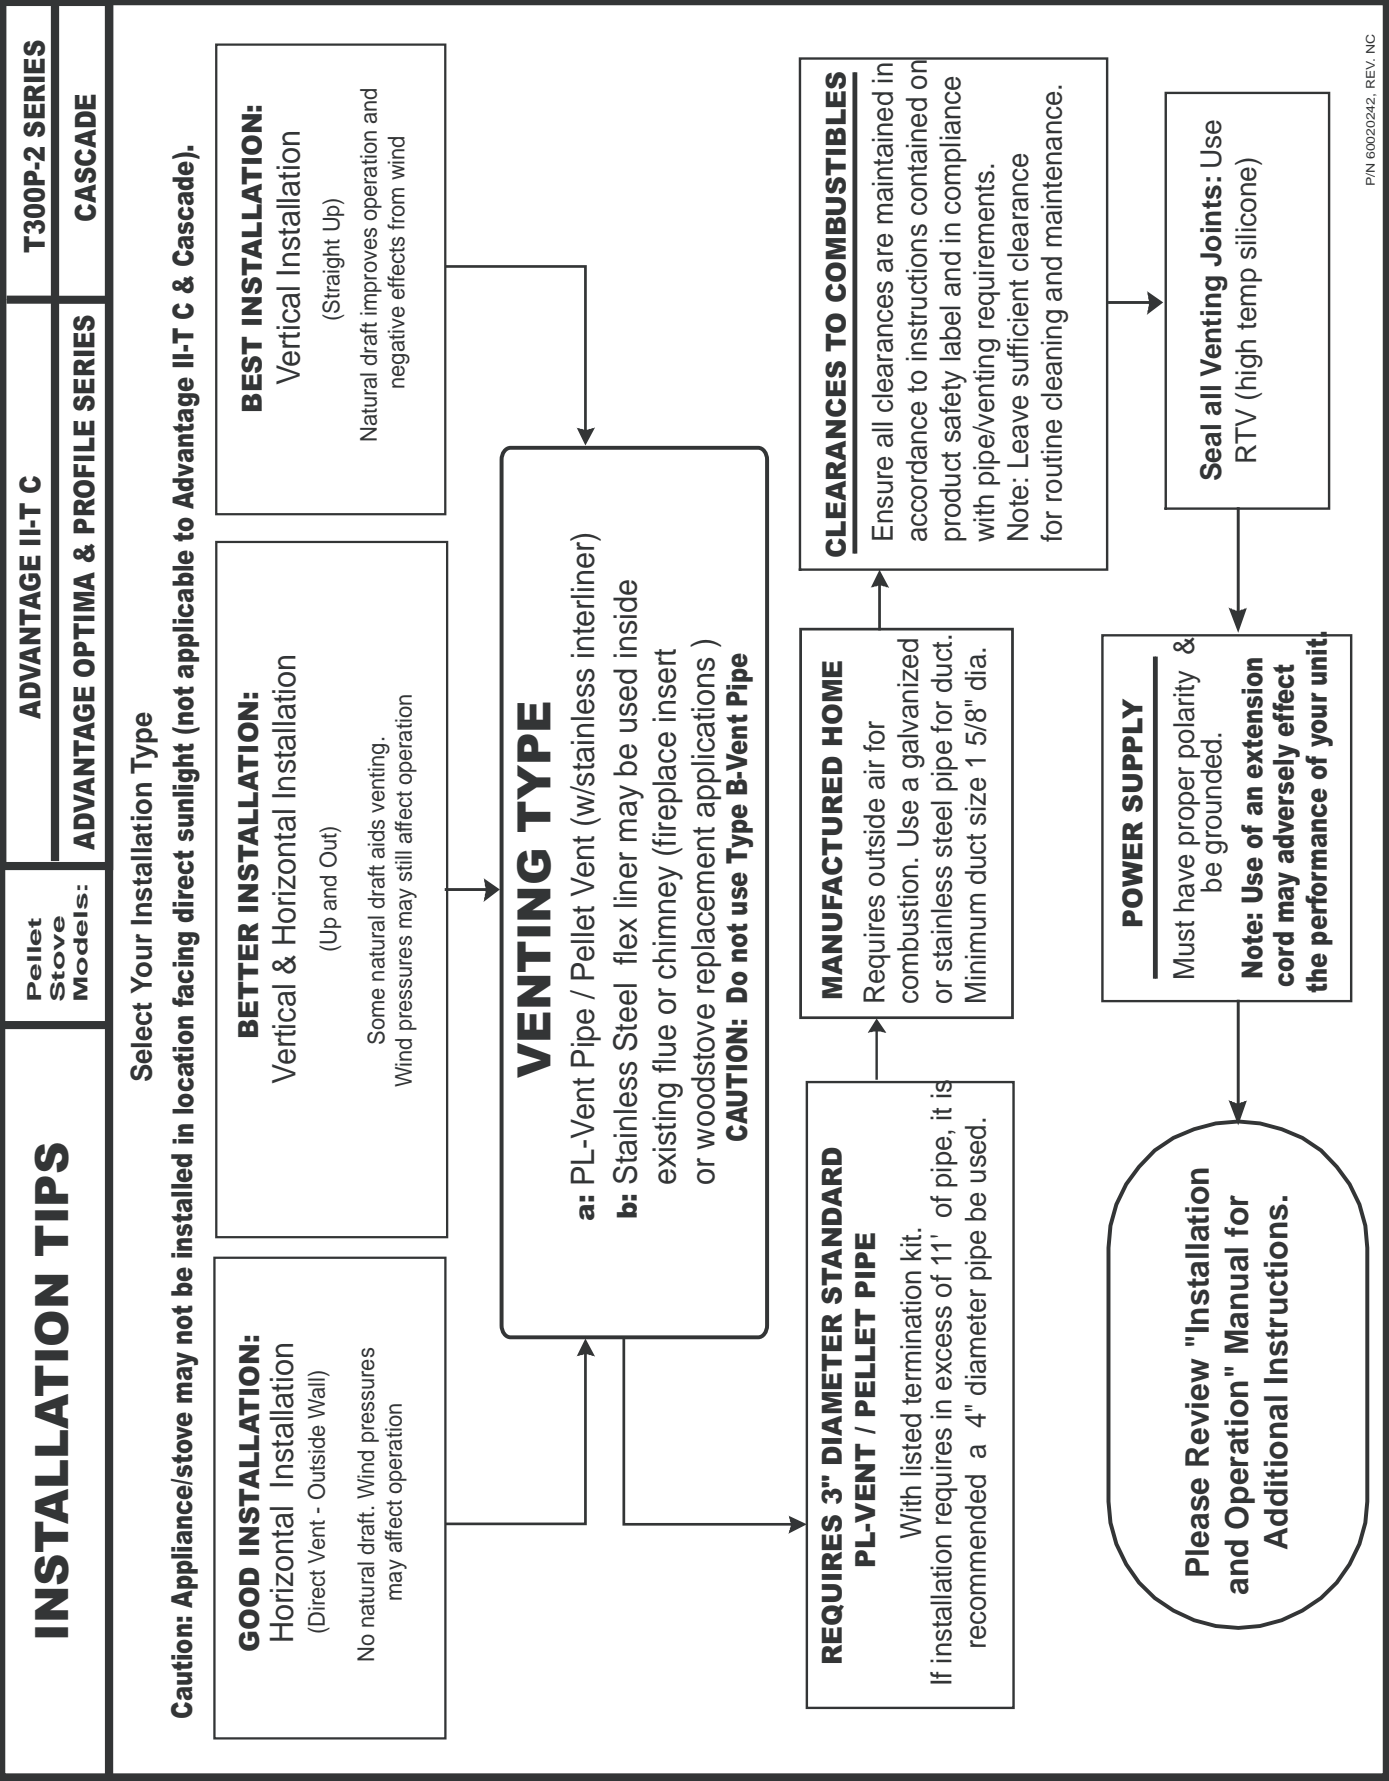 INSTALLATION TIPS
Pellet
Stove
Models:
ADVANTAGE II-T C
T300P-2 SERIES
ADVANTAGE OPTIMA & PROFILE SERIES
CASCADE
Select Your Installation Type
Caution: Appliance/stove may not be installed in location facing direct sunlight (not applicable to Advantage II-T C & Cascade).
GOOD INSTALLATION:
Horizontal Installation
(Direct Vent - Outside Wall)
No natural draft. Wind pressures
may affect operation
BETTER INSTALLATION:
Vertical & Horizontal Installation
(Up and Out)
Some natural draft aids venting.
Wind pressures may still affect operation
BEST INSTALLATION:
Vertical Installation
(Straight Up)
Natural draft improves operation and
negative effects from wind
VENTING TYPE
a: PL-Vent Pipe / Pellet Vent (w/stainless interliner)
b: Stainless Steel flex liner may be used inside
existing flue or chimney (fireplace insert
or woodstove replacement applications )
CAUTION: Do not use Type B-Vent Pipe
REQUIRES 3" DIAMETER STANDARD
PL-VENT / PELLET PIPE
With listed termination kit.
If installation requires in excess of 11' of pipe, it is
recommended a 4" diameter pipe be used.
MANUFACTURED HOME
Requires outside air for
combustion. Use a galvanized
or stainless steel pipe for duct.
Minimum duct size 1 5/8" dia.
CLEARANCES TO COMBUSTIBLES
Ensure all clearances are maintained in
accordance to instructions contained on
product safety label and in compliance
with pipe/venting requirements.
Note: Leave sufficient clearance
for routine cleaning and maintenance.
Seal all Venting Joints: Use
RTV (high temp silicone)
POWER SUPPLY
Must have proper polarity &
be grounded.
Note: Use of an extension
cord may adversely effect
the performance of your unit.
Please Review "Installation
and Operation" Manual for
Additional Instructions.
P/N 60020242, REV. NC